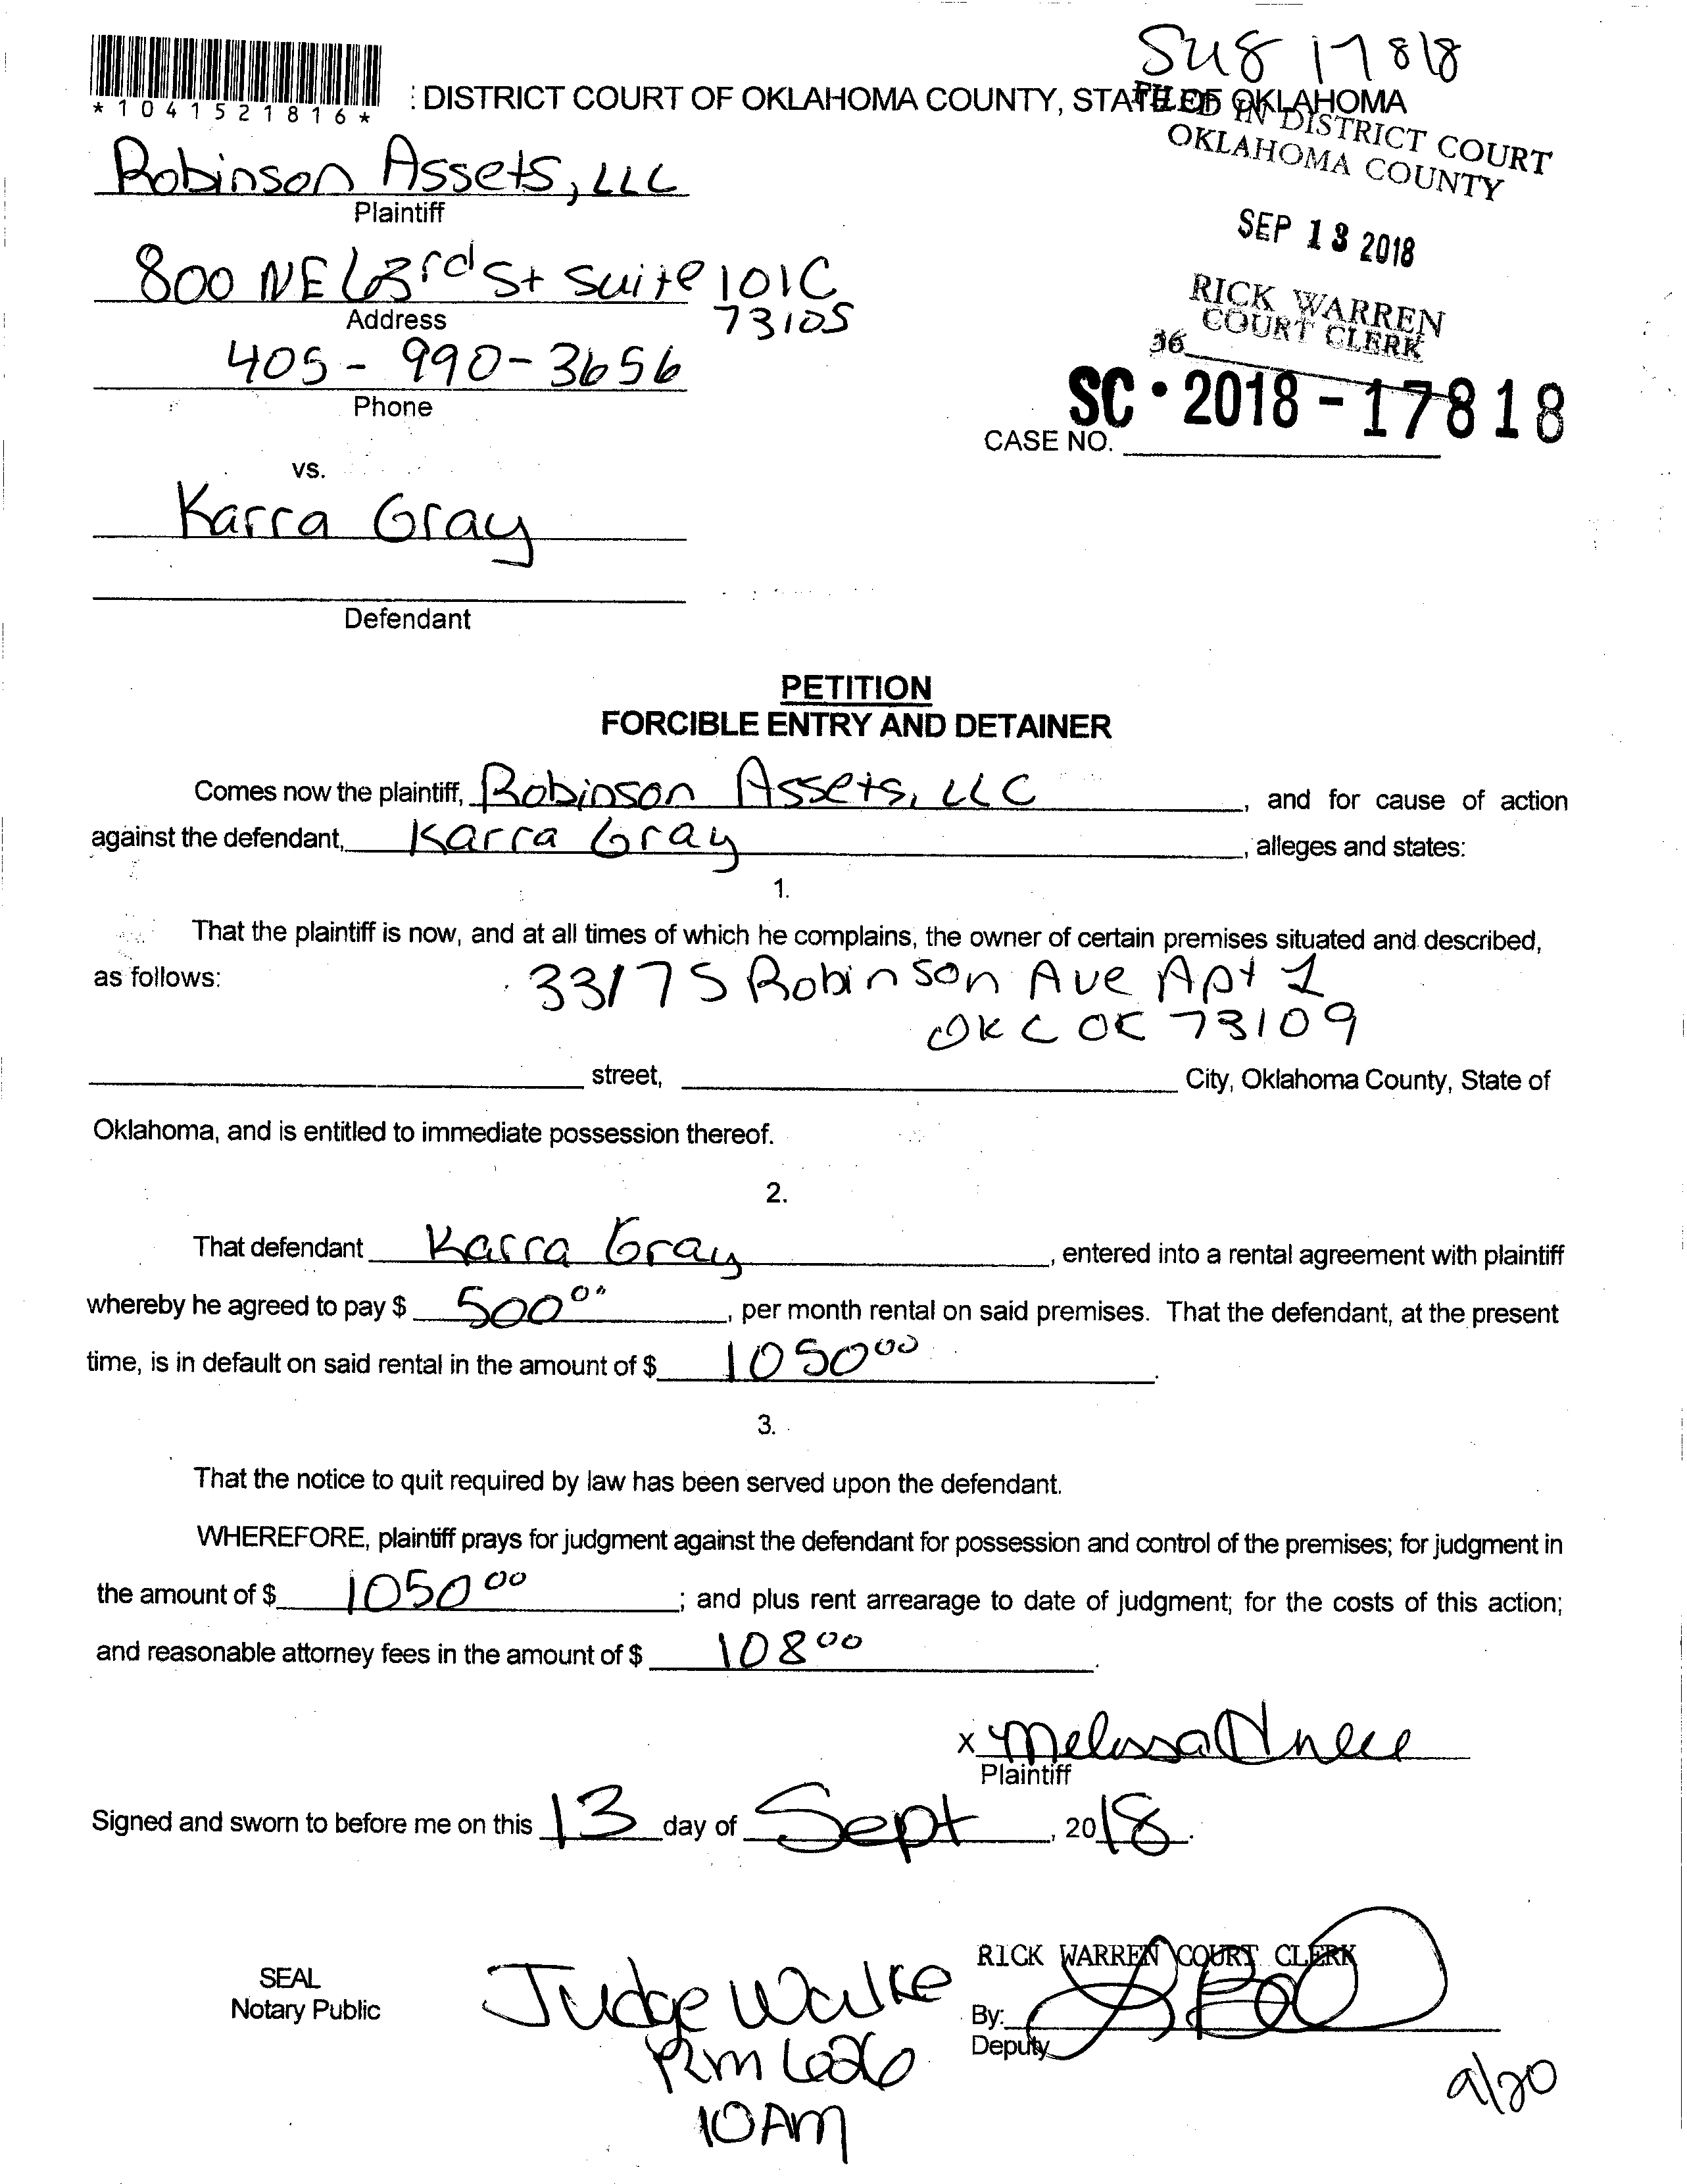 SU8 17818
: DISTRICT COURT OF OKLAHOMA COUNTY, STATE OF OKLAHOMA
*1041521816*
FILED IN DISTRICT COURT
OKLAHOMA COUNTY
Robinson Assets, LLC
Plaintiff
SEP 13 2018
800 NE 63rd St Suite 101C
73105
Address
RICK WARREN
COURT CLERK
36
405-990-3656
Phone
SC · 2018 - 17818
CASE NO.
vs.
Karra Gray
Defendant
PETITION
FORCIBLE ENTRY AND DETAINER
Comes now the plaintiff, Robinson Assets, LLC, and for cause of action
against the defendant, Karra Gray, alleges and states:
1.
That the plaintiff is now, and at all times of which he complains, the owner of certain premises situated and described,
as follows: 3317 S Robinson Ave Apt 1
OKC OK 73109
street, City, Oklahoma County, State of
Oklahoma, and is entitled to immediate possession thereof.
2.
That defendant Karra Gray, entered into a rental agreement with plaintiff
whereby he agreed to pay $ 500 00, per month rental on said premises. That the defendant, at the present
time, is in default on said rental in the amount of $ 1050 00.
3.
That the notice to quit required by law has been served upon the defendant.
WHEREFORE, plaintiff prays for judgment against the defendant for possession and control of the premises; for judgment in
the amount of $ 1050 00; and plus rent arrearage to date of judgment; for the costs of this action;
and reasonable attorney fees in the amount of $ 108 00.
x Melissa
Plaintiff
Signed and sworn to before me on this 13 day of Sept, 2018.
RICK WARREN COURT CLERK
SEAL
Notary Public
Judge Walke
By:
Deputy
Rm 626
10AM
9/20